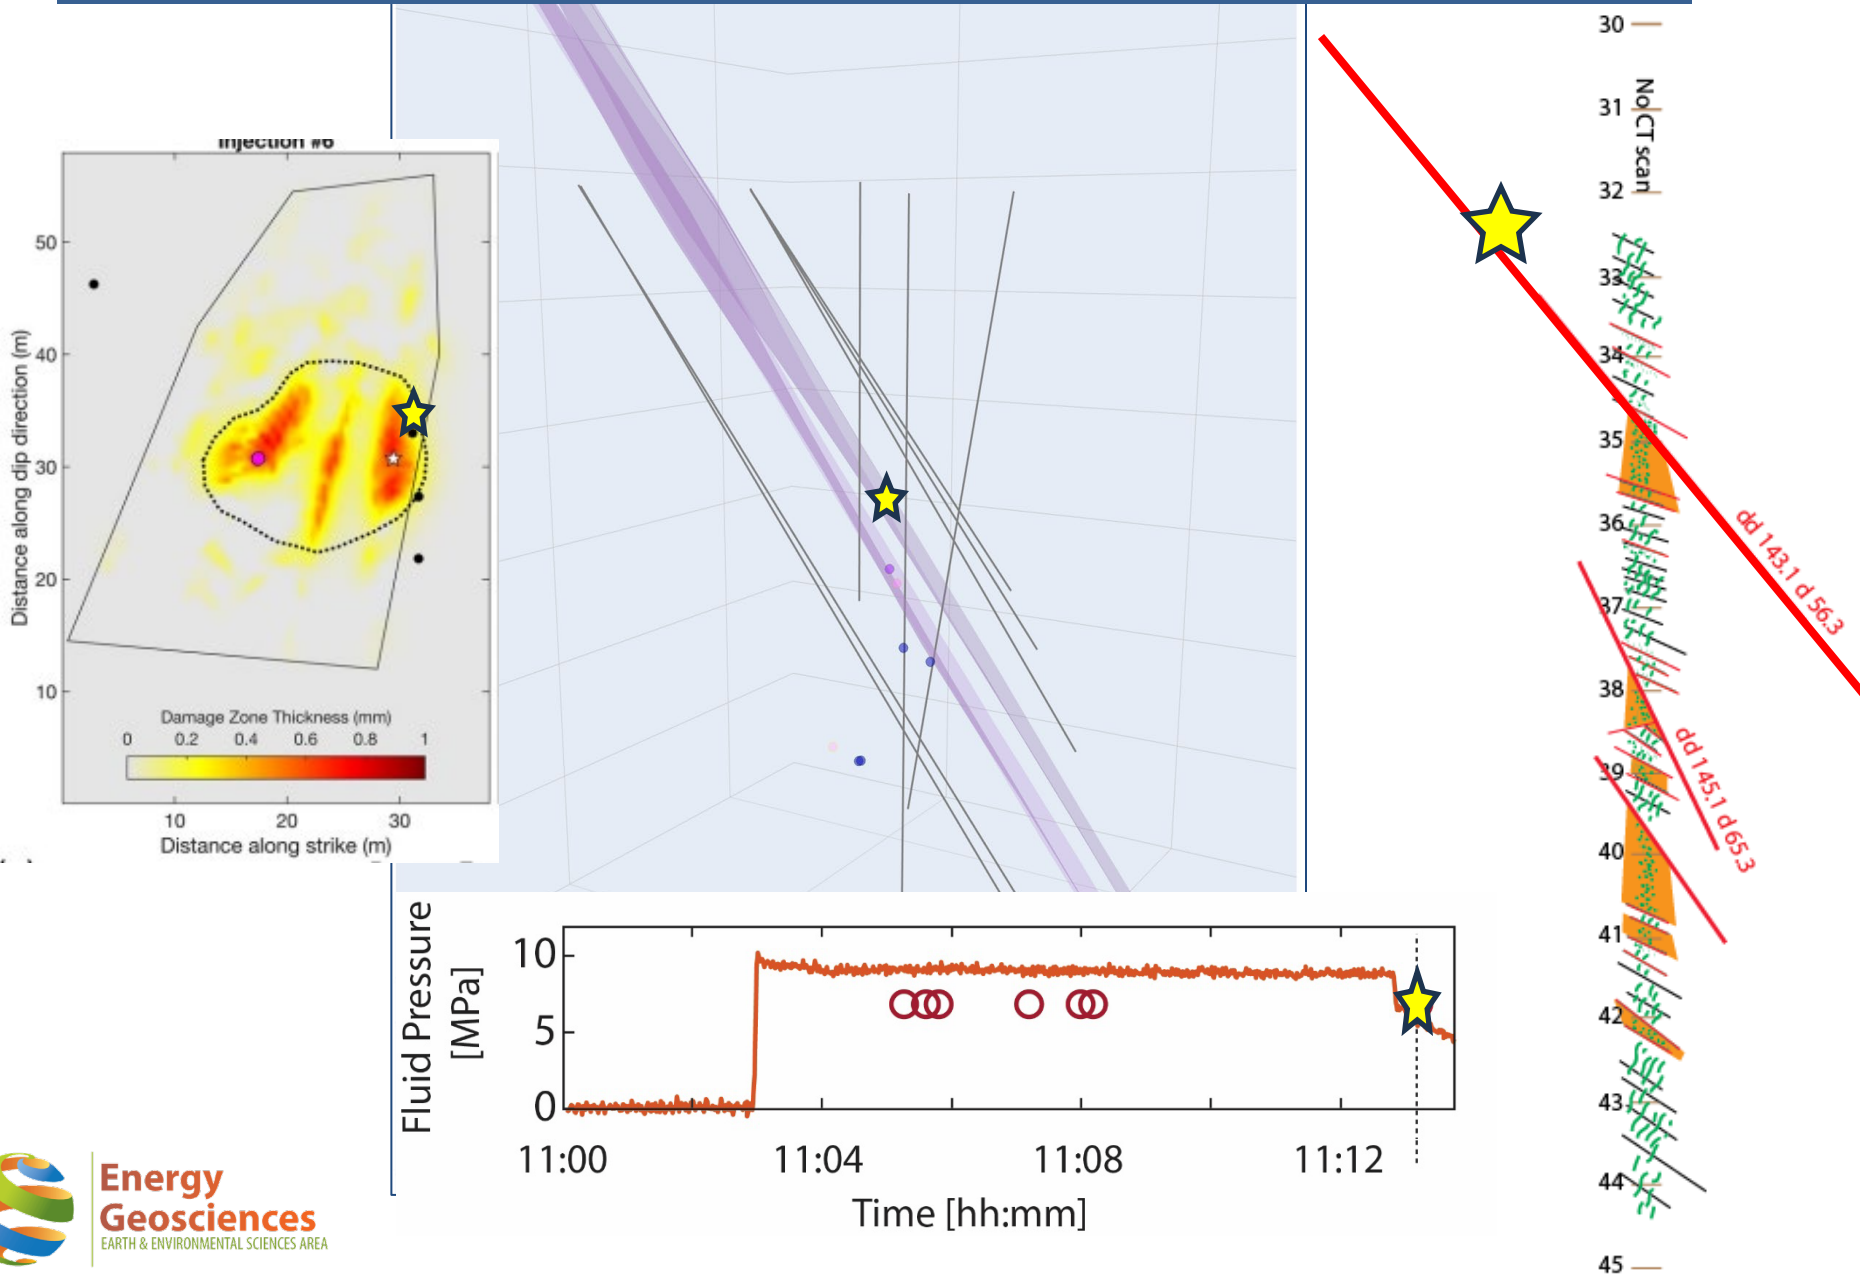 Injection #6
50
40
30
20
10
Distance along dip direction (m)
Damage Zone Thickness (mm)
0 0.2 0.4 0.6 0.8 1
10 20 30
Distance along strike (m)
Fluid Pressure
[MPa]
10
5
0
11:00 11:04 11:08 11:12
Time [hh:mm]
30
31
32
33
34
35
36
37
38
39
40
41
42
43
44
45
No CT scan
dd 143.1 d 56.3
dd 145.1 d 65.3
Energy
Geosciences
EARTH & ENVIRONMENTAL SCIENCES AREA